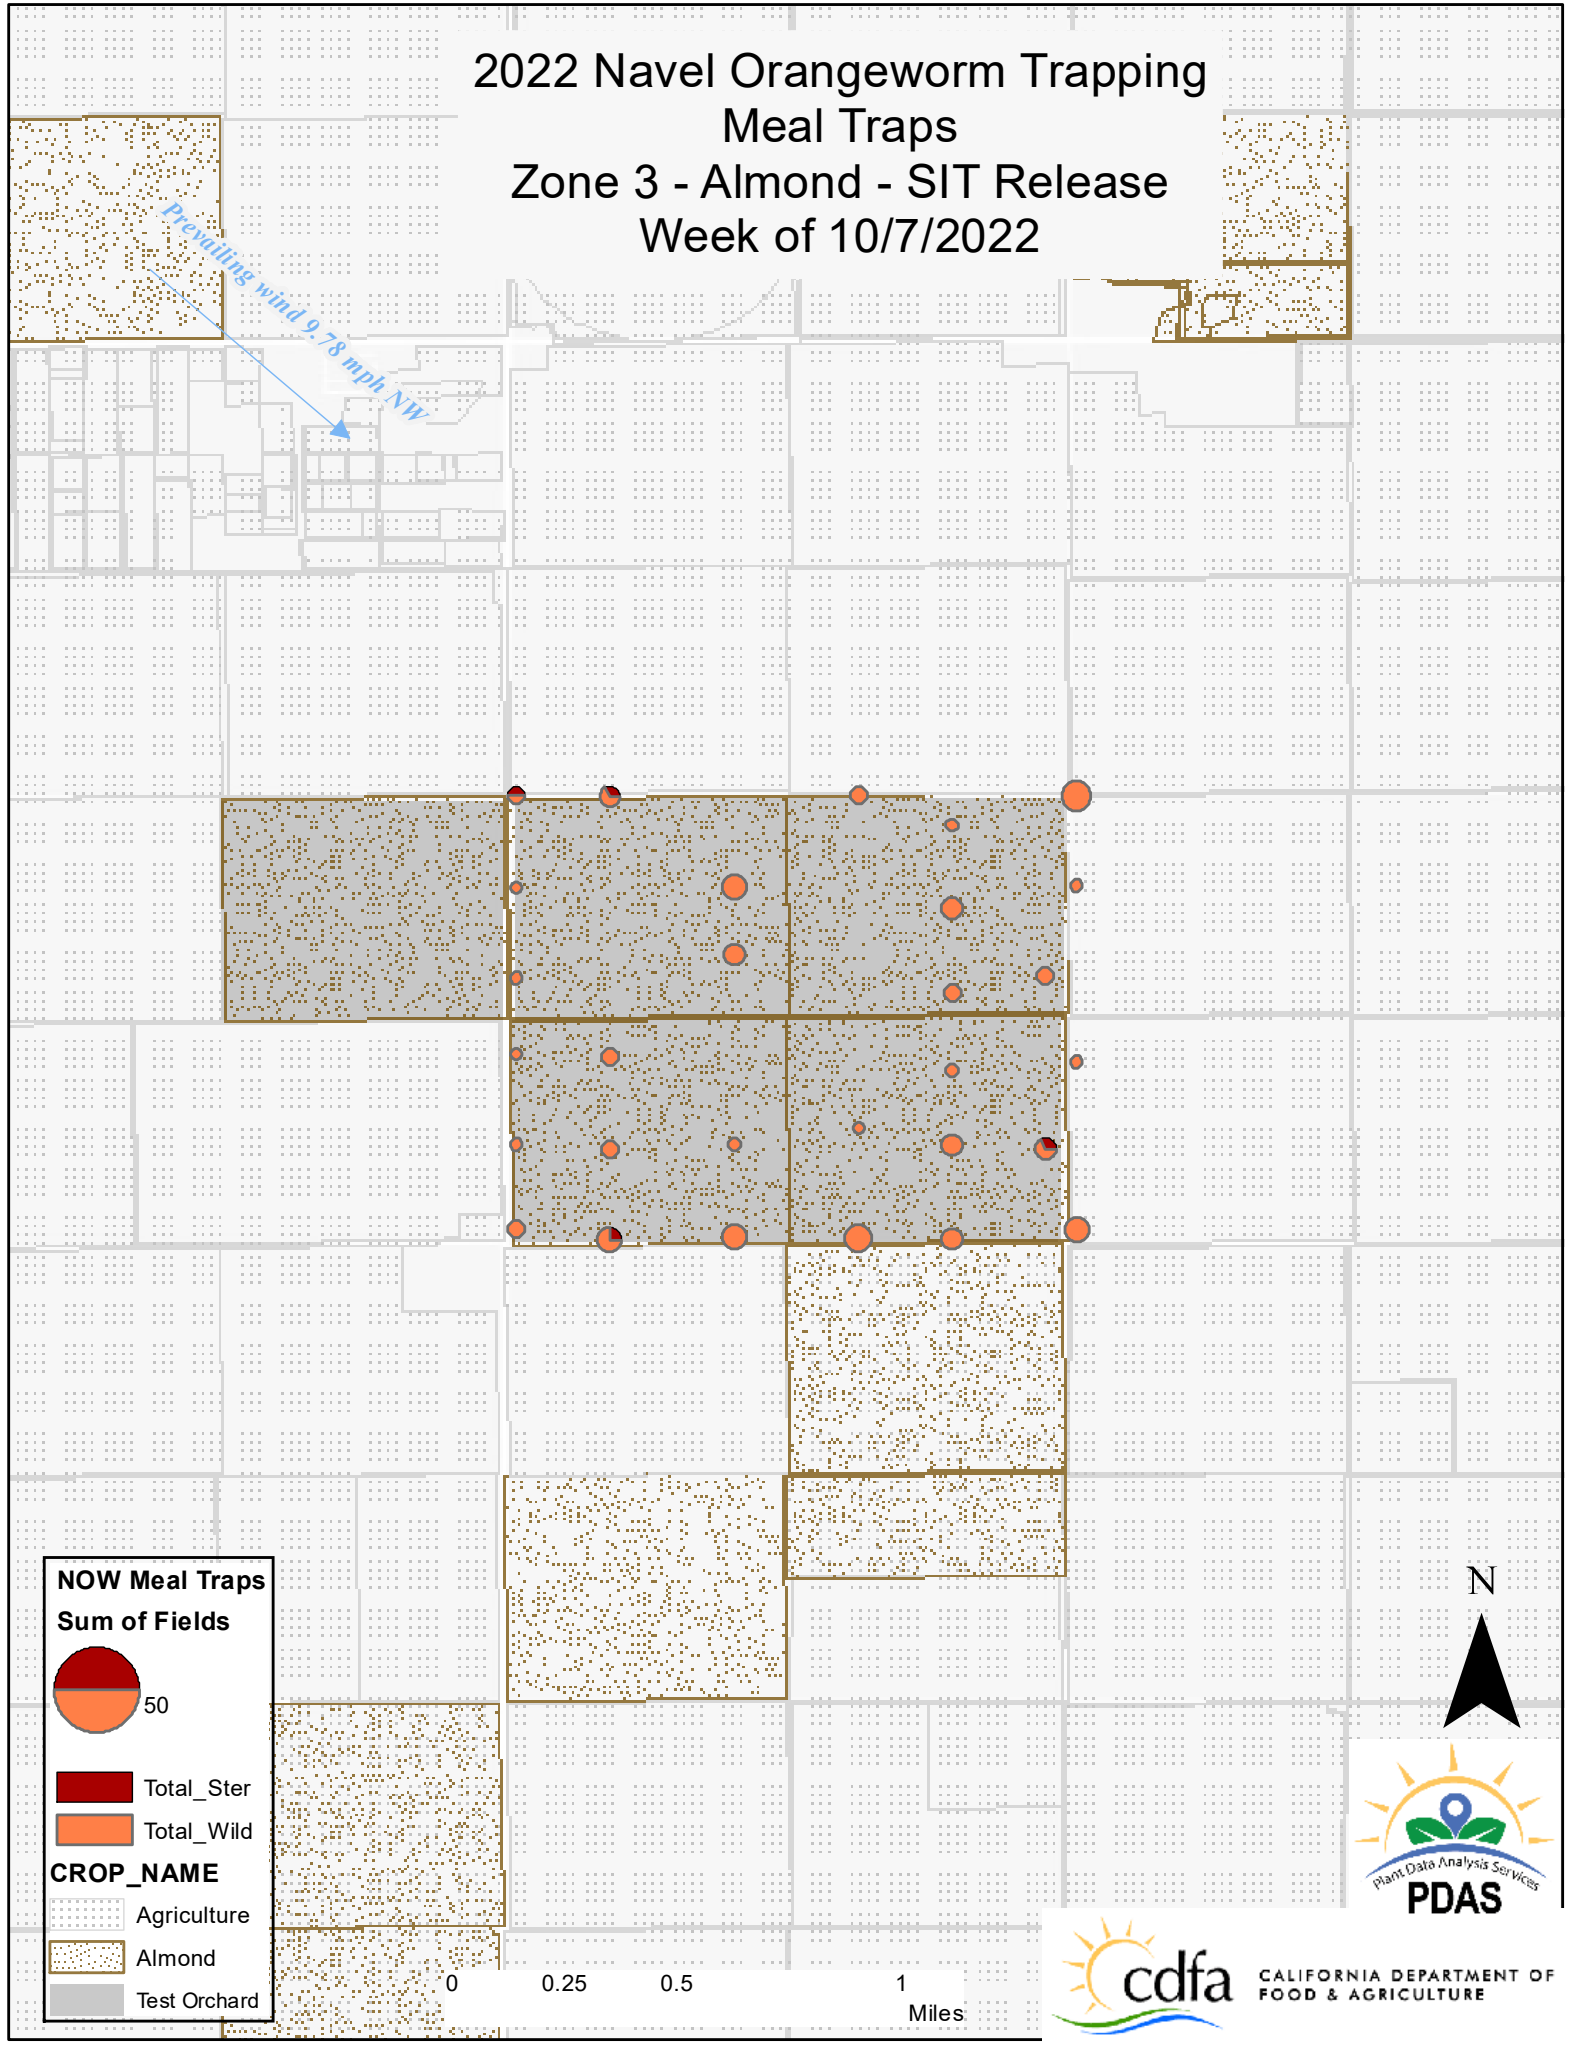 2022 Navel Orangeworm Trapping
Meal Traps
Zone 3 - Almond - SIT Release
Week of 10/7/2022
Prevailing wind 9.78 mph NW
NOW Meal Traps
Sum of Fields
50
Total_Ster
Total_Wild
CROP_NAME
Agriculture
Almond
Test Orchard
0 0.25 0.5 1
Miles
N
Plant Data Analysis Services
PDAS
cdfa
CALIFORNIA DEPARTMENT OF
FOOD & AGRICULTURE